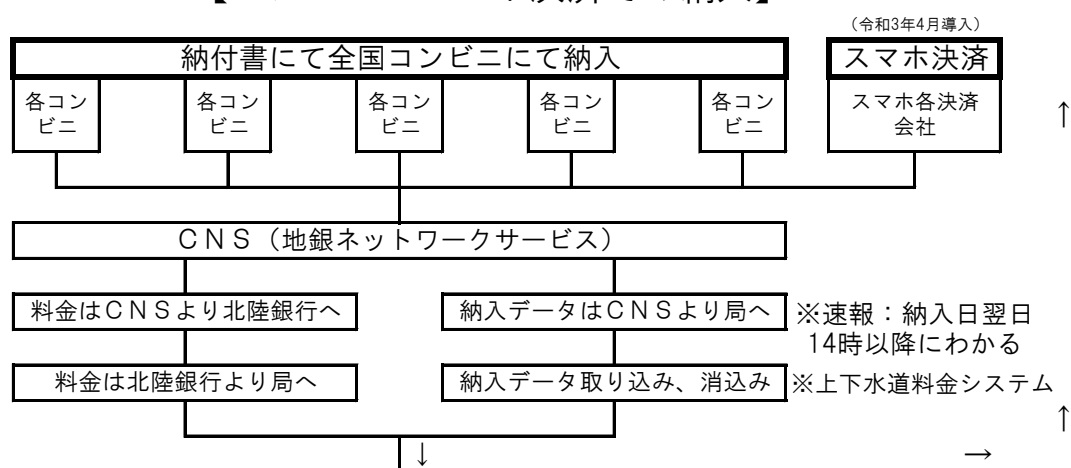 （令和3年4月導入）
納付書にて全国コンビニにて納入
スマホ決済
各コン
ビニ
各コン
ビニ
各コン
ビニ
各コン
ビニ
各コン
ビニ
スマホ各決済
会社
↑
ＣＮＳ（地銀ネットワークサービス）
料金はＣＮＳより北陸銀行へ
納入データはＣＮＳより局へ
※速報：納入日翌日
14時以降にわかる
料金は北陸銀行より局へ
納入データ取り込み、消込み
※上下水道料金システム
↑
↓
→